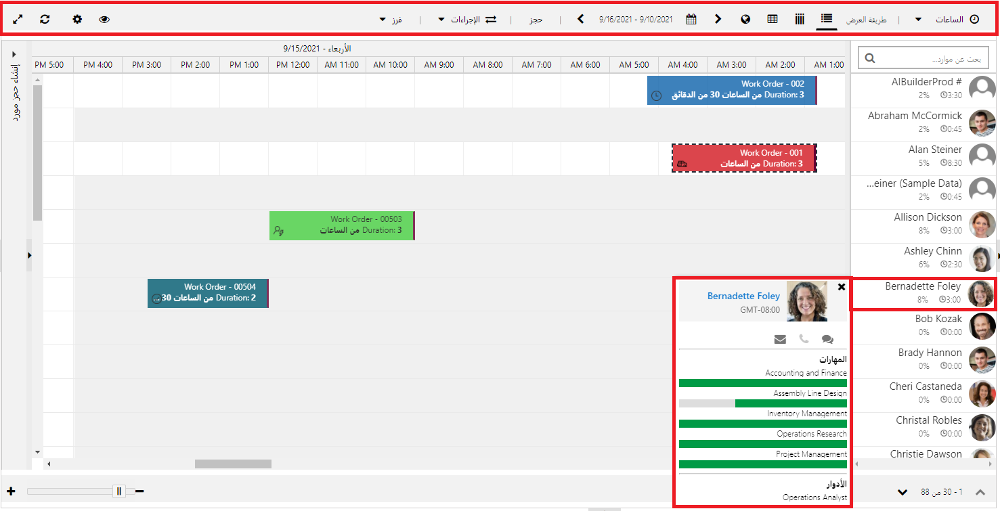 الساعات
طريقة العرض
9/10/2021 - 9/16/2021
حجز
الإجراءات
فرز
بحث عن موارد...
الأربعاء - 9/15/2021
1:00 AM
2:00 AM
3:00 AM
4:00 AM
5:00 AM
6:00 AM
7:00 AM
8:00 AM
9:00 AM
10:00 AM
11:00 AM
12:00 PM
1:00 PM
2:00 PM
3:00 PM
4:00 PM
5:00 PM
إنشاء حجز مورد
# AIBuilderProd
3:30 2%
Abraham McCormick
0:45 2%
Alan Steiner
8:30 5%
...einer (Sample Data)
0:45 2%
Allison Dickson
3:00 8%
Ashley Chinn
2:30 6%
Bernadette Foley
3:00 8%
Bob Kozak
0:00 0%
Brady Hannon
0:00 0%
Cheri Castaneda
0:00 0%
Christal Robles
0:00 0%
Christie Dawson
Work Order - 002
Duration: 3 من الساعات 30 من الدقائق
Work Order - 001
Duration: 3 من الساعات
Work Order - 00503
Duration: 3 من الساعات
Work Order - 00504
Duration: 2 من الساعات 30 ...
Bernadette Foley
GMT-08:00
المهارات
Accounting and Finance
Assembly Line Design
Inventory Management
Operations Research
Project Management
الأدوار
Operations Analyst
1 - 30 من 88